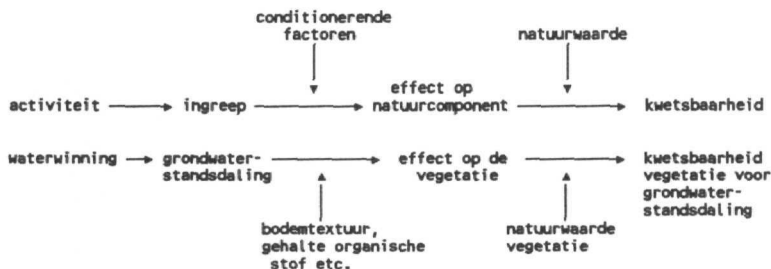 conditionerende
factoren
natuurwaarde
effect op
activiteit ingreep natuurcomponent kwetsbaarheid
waterwinning grondwater- effect op de kwetsbaarheid
standsdaling vegetatie vegetatie voor
grondwater-
standsdaling
bodemtextuur, natuurwaarde
gehalte organische vegetatie
stof etc.